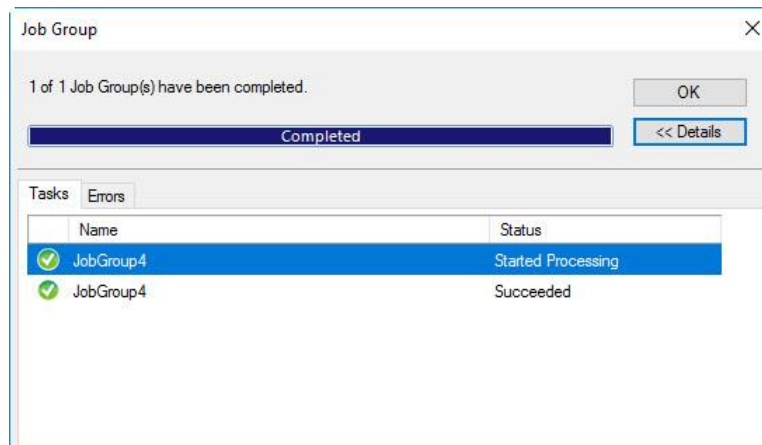 Job Group
1 of 1 Job Group(s) have been completed.
OK
Completed
<< Details
Tasks Errors
Name Status
JobGroup4 Started Processing
JobGroup4 Succeeded